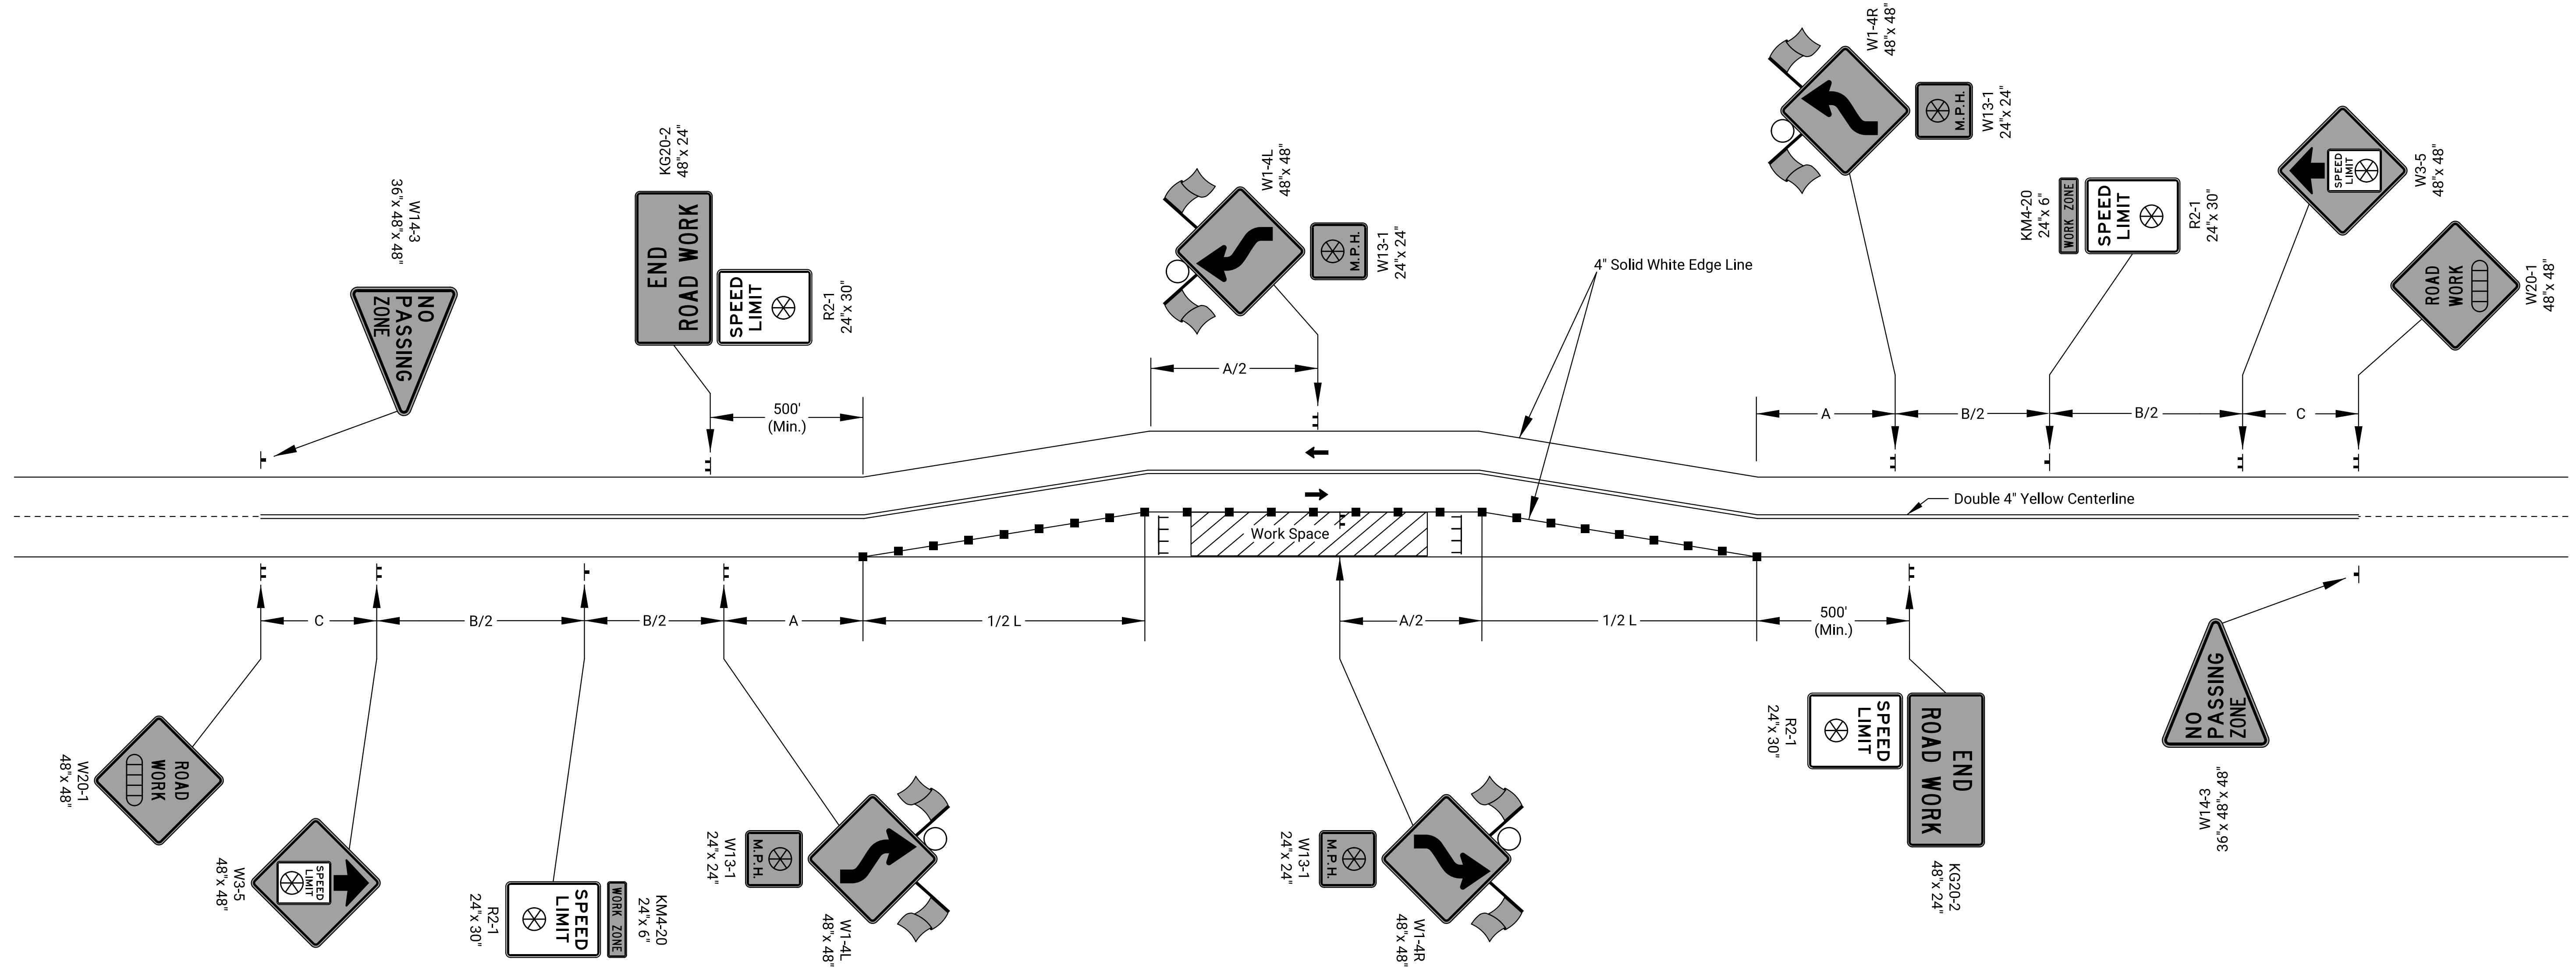 W1-4R
48"x 48"
M.P.H.
W13-1
24"x 24"
KG20-2
48"x 24"
END
ROAD WORK
SPEED
LIMIT
R2-1
24"x 30"
W14-3
36"x 48"x 48"
NO
PASSING
ZONE
W1-4L
48"x 48"
M.P.H.
W13-1
24"x 24"
4" Solid White Edge Line
KM4-20
24"x 6"
WORK ZONE
SPEED
LIMIT
R2-1
24"x 30"
SPEED
LIMIT
W3-5
48"x 48"
ROAD
WORK
W20-1
48"x 48"
A/2
500'
(Min.)
A
B/2
B/2
C
Double 4" Yellow Centerline
Work Space
C
B/2
B/2
A
1/2 L
A/2
1/2 L
500'
(Min.)
ROAD
WORK
W20-1
48"x 48"
SPEED
LIMIT
W3-5
48"x 48"
SPEED
LIMIT
R2-1
24"x 30"
WORK ZONE
KM4-20
24"x 6"
M.P.H.
W13-1
24"x 24"
W1-4L
48"x 48"
M.P.H.
W13-1
24"x 24"
W1-4R
48"x 48"
SPEED
LIMIT
R2-1
24"x 30"
END
ROAD WORK
KG20-2
48"x 24"
NO
PASSING
ZONE
W14-3
36"x 48"x 48"